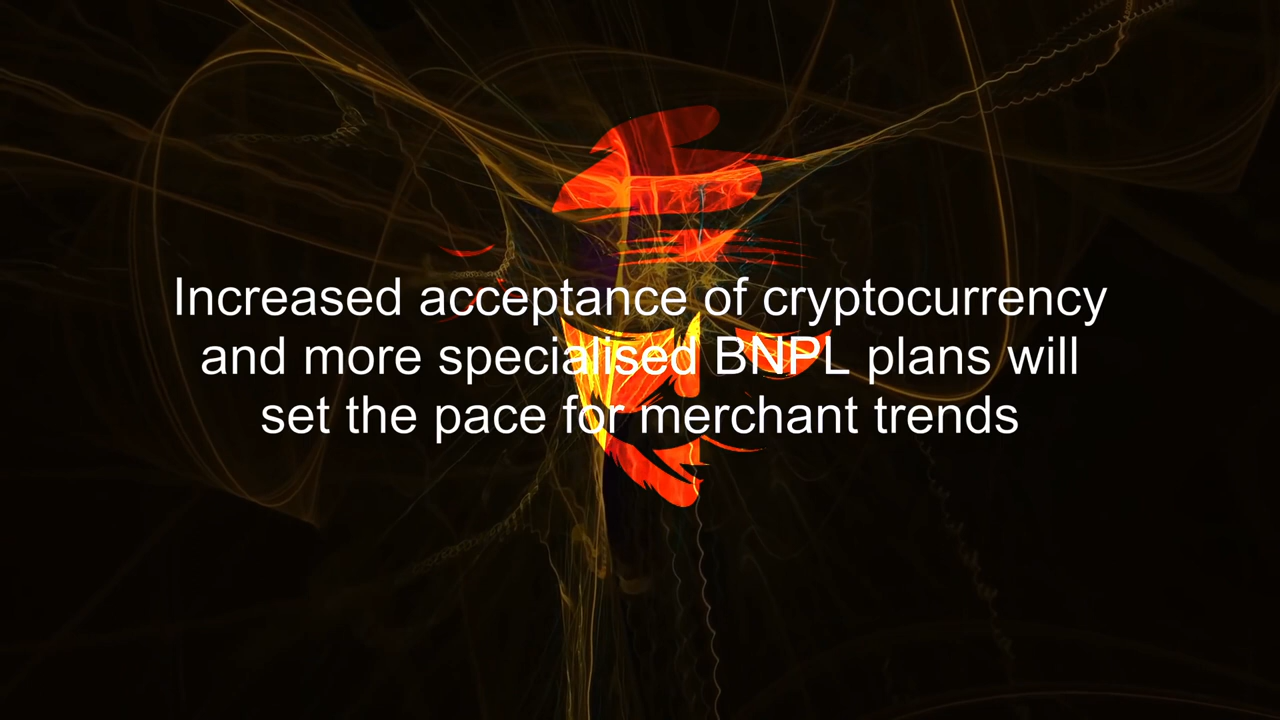 Increased acceptance of cryptocurrency
and more specialised BNPL plans will
set the pace for merchant trends